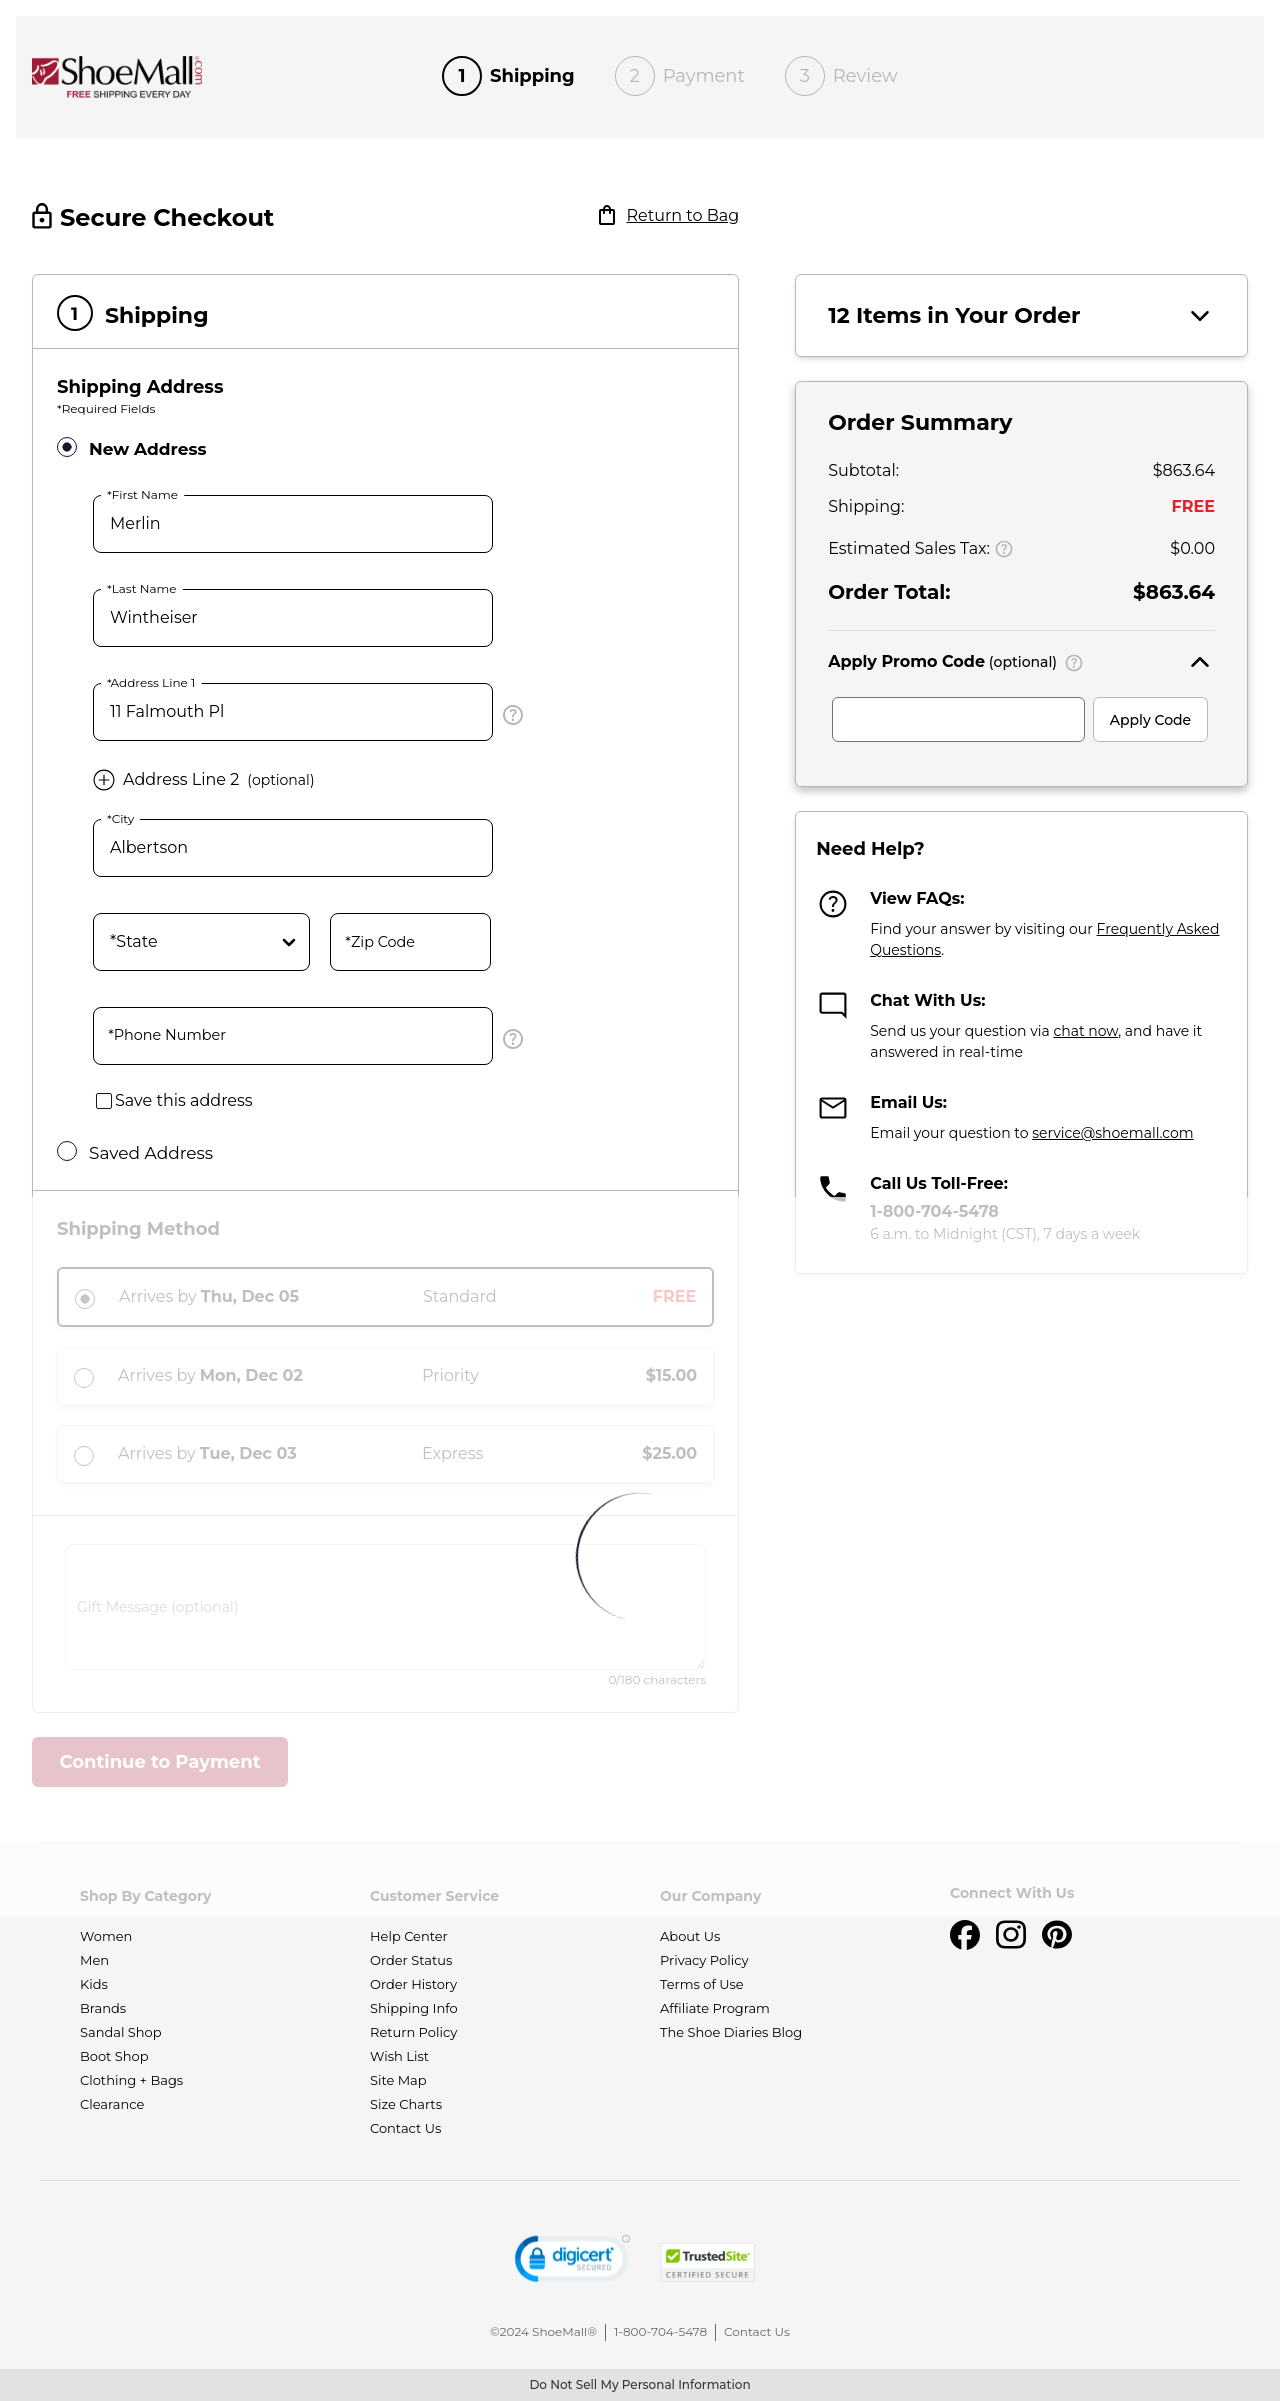 ShoeMall.com
FREE SHIPPING EVERY DAY
1 Shipping
2 Payment
3 Review
Secure Checkout
Return to Bag
1 Shipping
Shipping Address
*Required Fields
New Address
*First Name
Merlin
*Last Name
Wintheiser
*Address Line 1
11 Falmouth Pl
?
Address Line 2 (optional)
*City
Albertson
*State
*Zip Code
*Phone Number
?
Save this address
Saved Address
Shipping Method
Arrives by Thu, Dec 05 Standard FREE
Arrives by Mon, Dec 02 Priority $15.00
Arrives by Tue, Dec 03 Express $25.00
Gift Message (optional)
0/180 characters
Continue to Payment
12 Items in Your Order
Order Summary
Subtotal: $863.64
Shipping: FREE
Estimated Sales Tax: ? $0.00
Order Total: $863.64
Apply Promo Code (optional) ?
Apply Code
Need Help?
? View FAQs:
Find your answer by visiting our Frequently Asked
Questions.
Chat With Us:
Send us your question via chat now, and have it
answered in real-time
Email Us:
Email your question to service@shoemall.com
Call Us Toll-Free:
1-800-704-5478
6 a.m. to Midnight (CST), 7 days a week
Shop By Category
Women
Men
Kids
Brands
Sandal Shop
Boot Shop
Clothing + Bags
Clearance
Customer Service
Help Center
Order Status
Order History
Shipping Info
Return Policy
Wish List
Site Map
Size Charts
Contact Us
Our Company
About Us
Privacy Policy
Terms of Use
Affiliate Program
The Shoe Diaries Blog
Connect With Us
digicert
SECURED
TrustedSite
CERTIFIED SECURE
©2024 ShoeMall® | 1-800-704-5478 | Contact Us
Do Not Sell My Personal Information